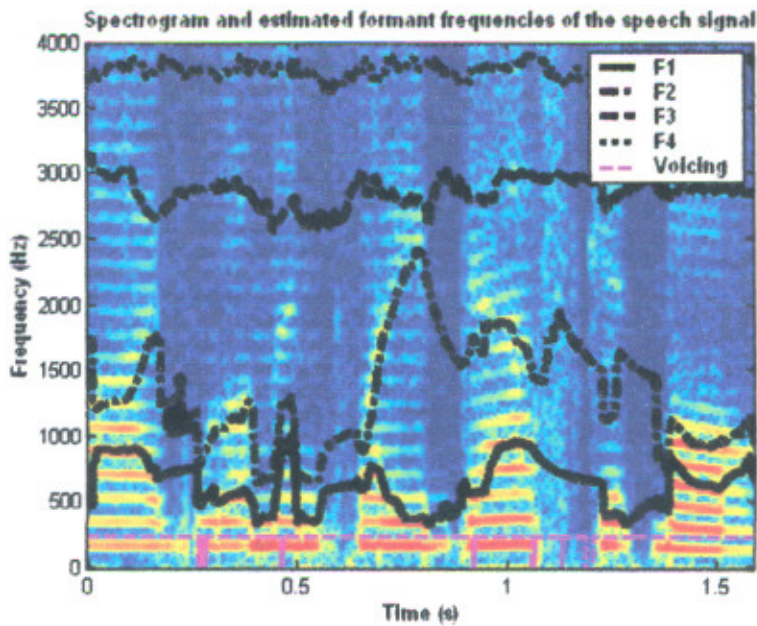 Spectrogram and estimated formant frequencies of the speech signal
4000
3500
3000
2500
2000
1500
1000
500
0
Frequency (Hz)
F1
F2
F3
F4
Voicing
0
0.5
1
1.5
Time (s)